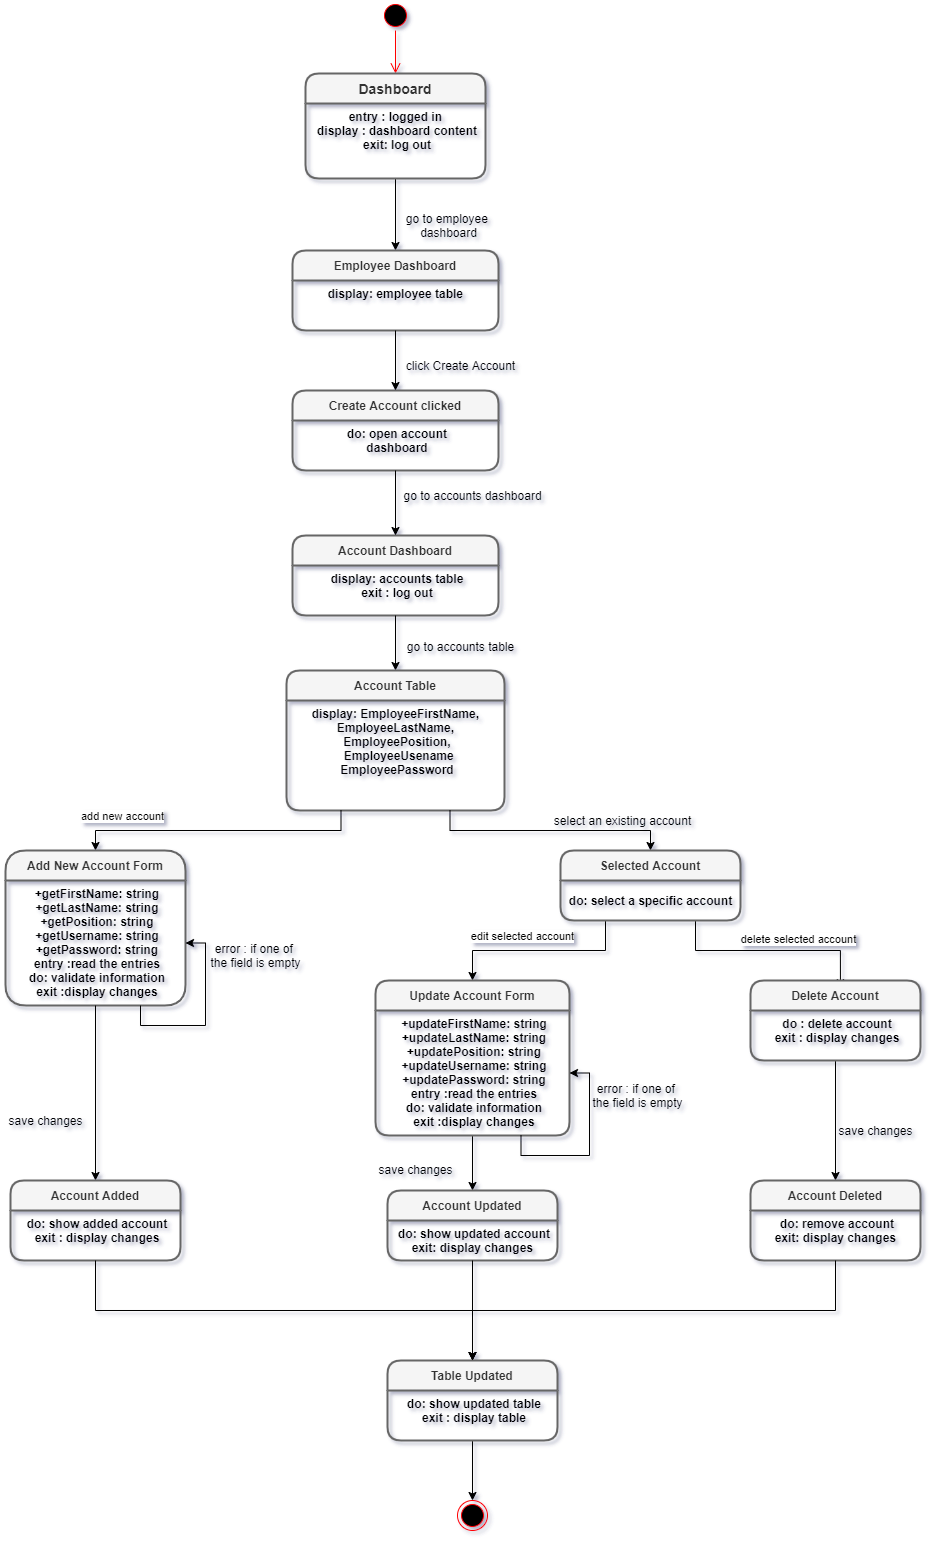 Dashboard
entry : logged in
display : dashboard content
exit: log out
go to employee
dashboard
Employee Dashboard
display: employee table
click Create Account
Create Account clicked
do: open account
dashboard
go to accounts dashboard
Account Dashboard
display: accounts table
exit : log out
go to accounts table
Account Table
display: EmployeeFirstName,
EmployeeLastName,
EmployeePosition,
EmployeeUsename
EmployeePassword
add new account
select an existing account
Add New Account Form
+getFirstName: string
+getLastName: string
+getPosition: string
+getUsername: string
+getPassword: string
entry :read the entries
do: validate information
exit :display changes
error : if one of
the field is empty
Selected Account
do: select a specific account
edit selected account
delete selected account
Update Account Form
+updateFirstName: string
+updateLastName: string
+updatePosition: string
+updateUsername: string
+updatePassword: string
entry :read the entries
do: validate information
exit :display changes
error : if one of
the field is empty
Delete Account
do : delete account
exit : display changes
save changes
save changes
save changes
Account Added
do: show added account
exit : display changes
Account Updated
do: show updated account
exit: display changes
Account Deleted
do: remove account
exit: display changes
Table Updated
do: show updated table
exit : display table